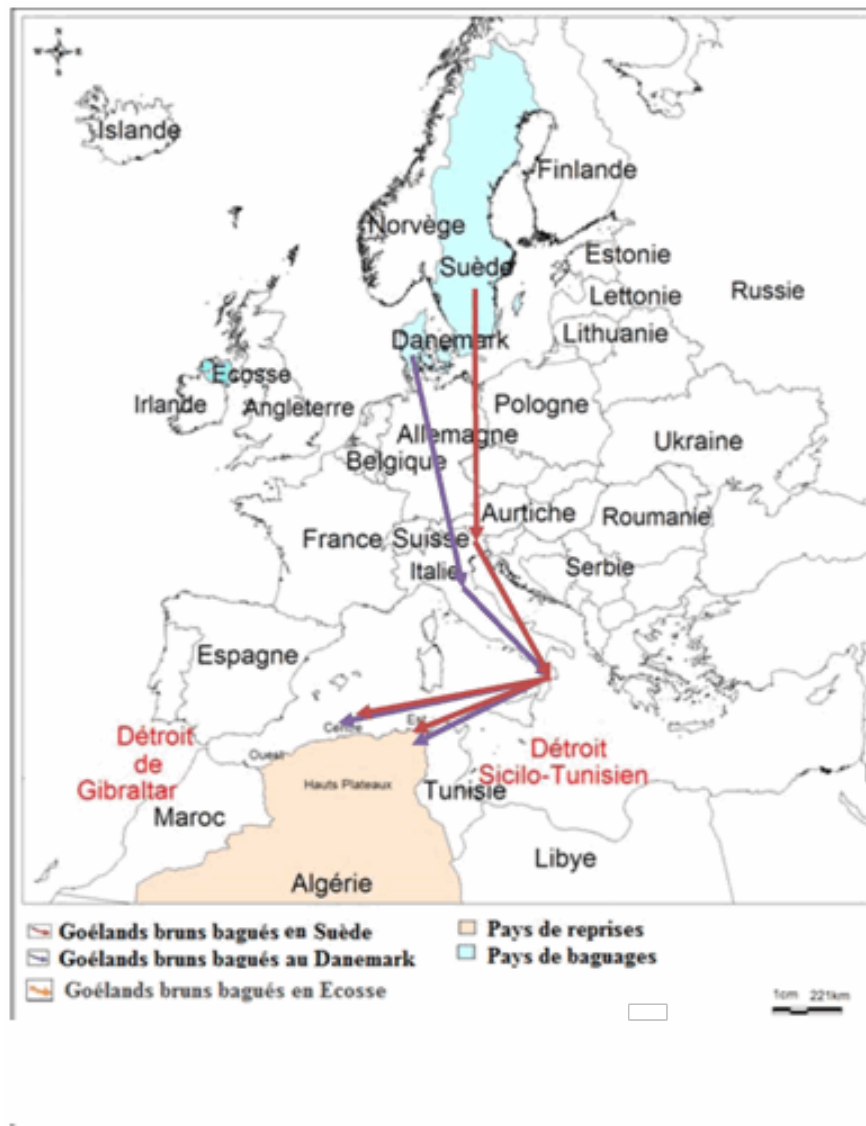 N
W E
S
Islande
Finlande
Norvège
Suède
Estonie
Lettonie
Russie
Lithuanie
Danemark
Ecosse
Irlande
Angleterre
Pologne
Allemagne
Ukraine
Belgique
Aurtiche
Roumanie
France
Suisse
Italie
Serbie
Espagne
Est
Centre
Ouest
Détroit
de
Gibraltar
Détroit
Sicilo-Tunisien
Hauts Plateaux
Tunisie
Maroc
Libye
Algérie
Goélands bruns bagués en Suède
Pays de reprises
Goélands bruns bagués au Danemark
Pays de baguages
Goélands bruns bagués en Ecosse
1cm 221km